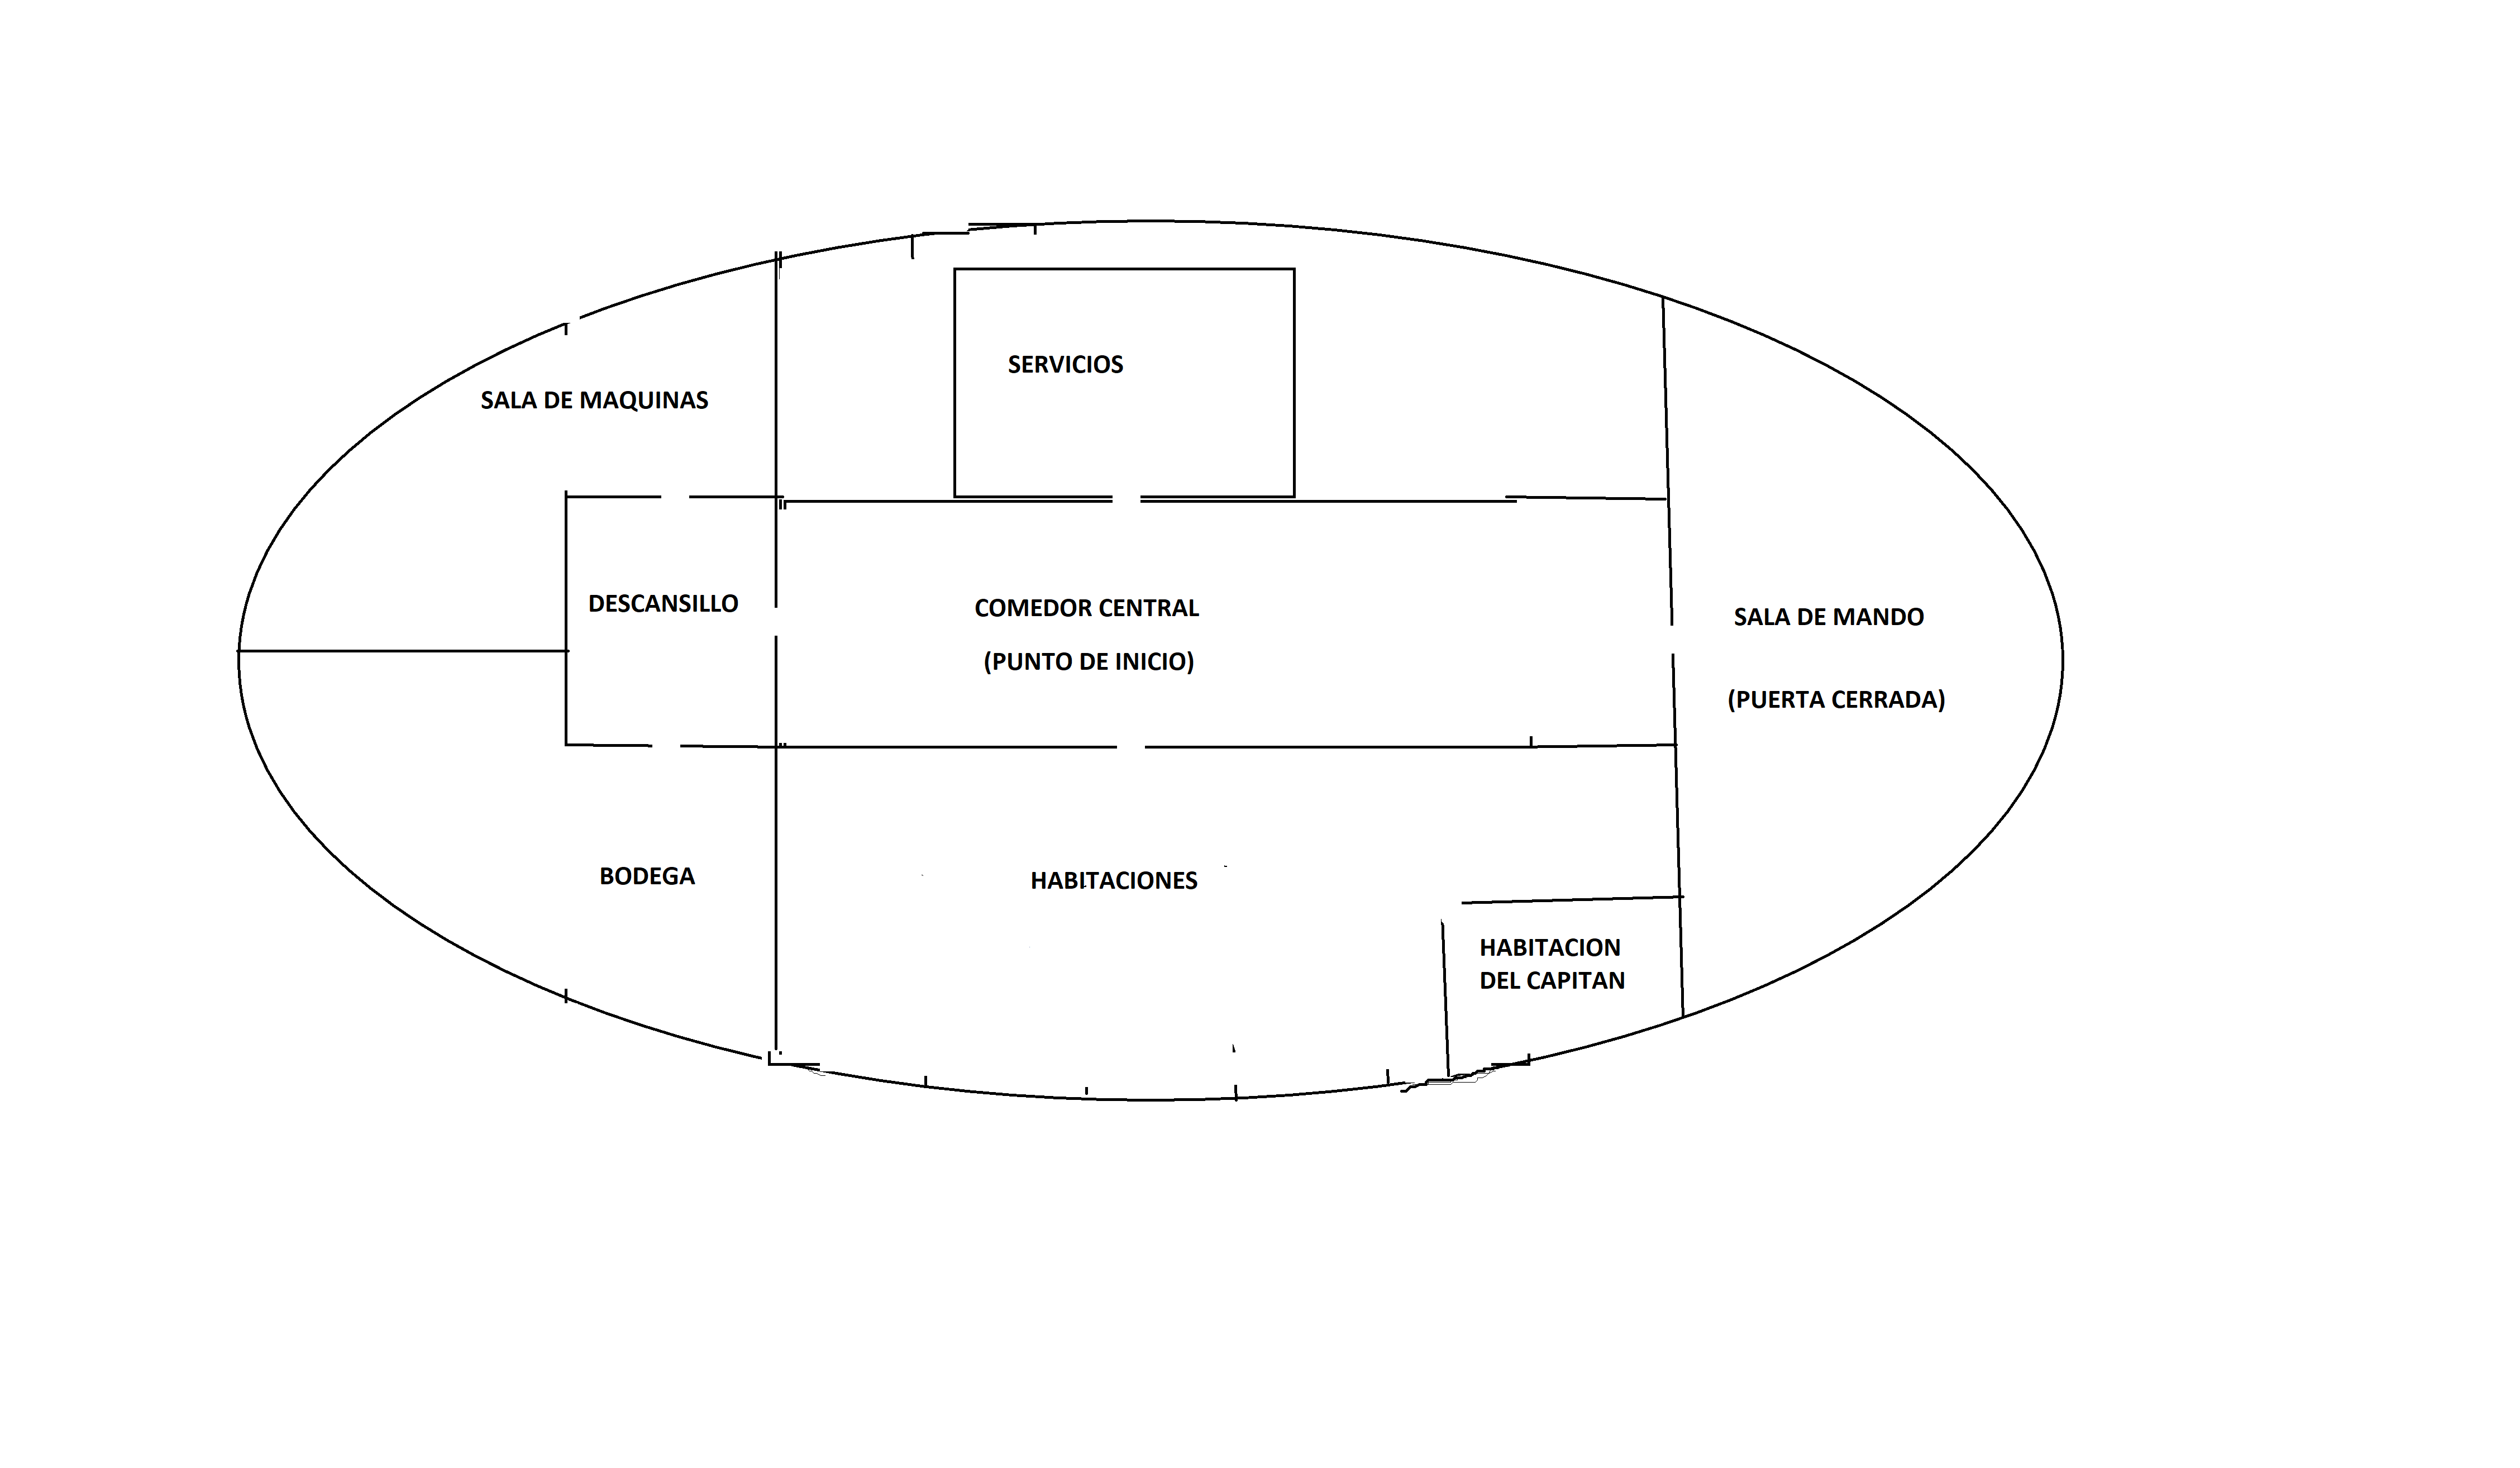 SERVICIOS
SALA DE MAQUINAS
DESCANSILLO
COMEDOR CENTRAL
(PUNTO DE INICIO)
SALA DE MANDO
(PUERTA CERRADA)
BODEGA
HABITACIONES
HABITACION
DEL CAPITAN